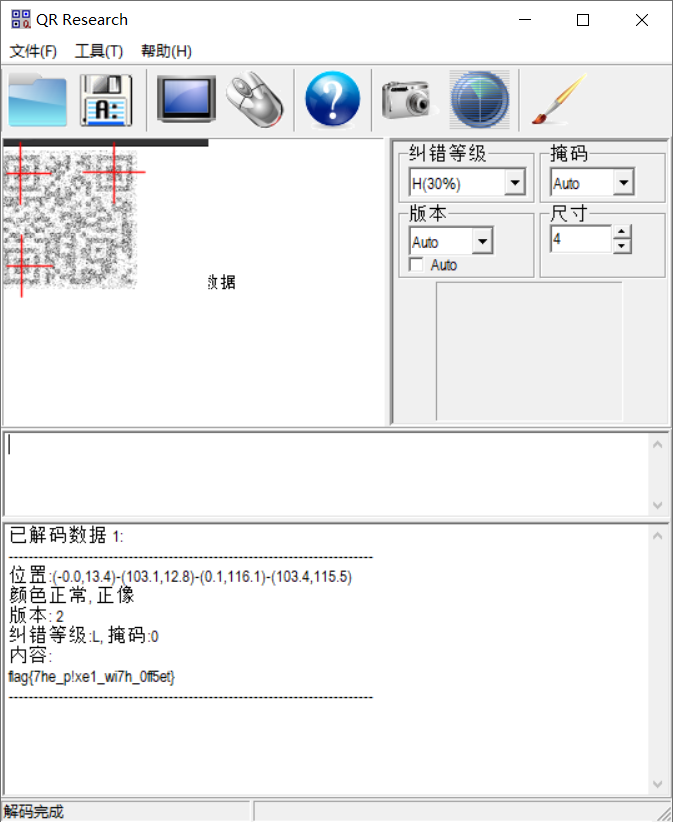 QR Research
文件(F) 工具(T) 帮助(H)
A:
?
纠错等级 掩码
H(30%) Auto
版本 尺寸
Auto 4
Auto
数据
已解码数据 1:
--------------------------------------------------------------------------
位置:(-0.0,13.4)-(103.1,12.8)-(0.1,116.1)-(103.4,115.5)
颜色正常, 正像
版本: 2
纠错等级:L, 掩码:0
内容:
flag{7he_p!xe1_wi7h_0ff5et}
--------------------------------------------------------------------------
解码完成